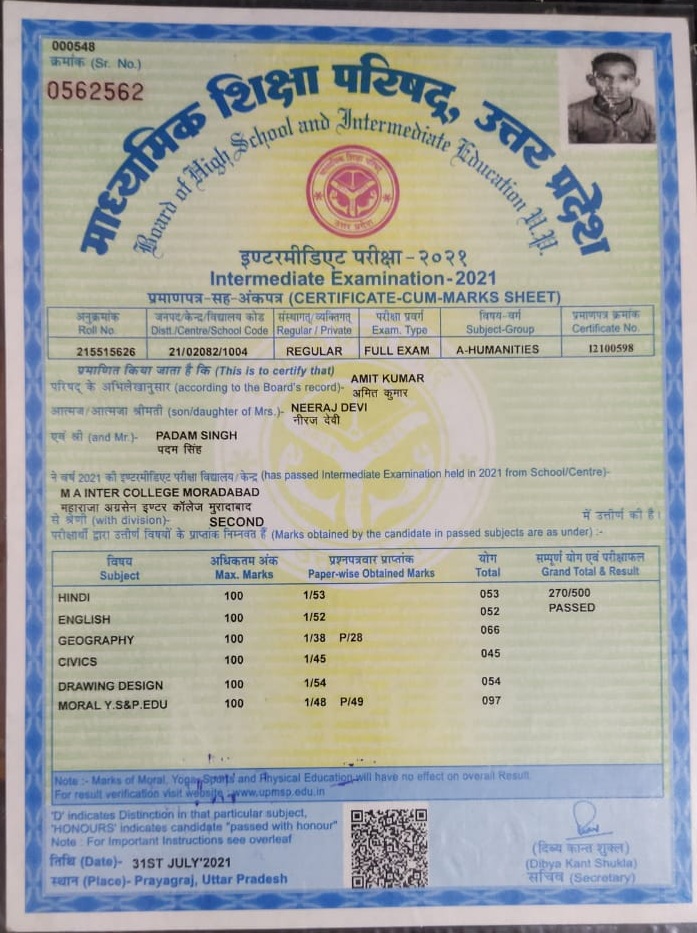 000548
क्रमांक (Sr. No.)
0562562
माध्यमिक शिक्षा परिषद्, उत्तर प्रदेश
Board of High School and Intermediate Education U.P.
इण्टरमीडिएट परीक्षा-२०२१
Intermediate Examination-2021
प्रमाणपत्र-सह-अंकपत्र (CERTIFICATE-CUM-MARKS SHEET)
अनुक्रमांक जनपद/केन्द्र/विद्यालय कोड संस्थागत/व्यक्तिगत परीक्षा प्रवर्ग विषय-वर्ग प्रमाणपत्र क्रमांक
Roll No. Distt./Centre/School Code Regular / Private Exam. Type Subject-Group Certificate No.
215515626 21/02082/1004 REGULAR FULL EXAM A-HUMANITIES 12100598
प्रमाणित किया जाता है कि (This is to certify that)
AMIT KUMAR
परिषद् के अभिलेखानुसार (according to the Board's record)- अमित कुमार
आत्मज/आत्मजा श्रीमती (son/daughter of Mrs.)- NEERAJ DEVI
नीरज देवी
एवं श्री (and Mr.)- PADAM SINGH
पदम सिंह
ने वर्ष 2021 की इण्टरमीडिएट परीक्षा विद्यालय/केन्द्र (has passed Intermediate Examination held in 2021 from School/Centre)-
M A INTER COLLEGE MORADABAD
महाराजा अग्रसेन इण्टर कॉलेज मुरादाबाद
से श्रेणी (with division)- SECOND में उत्तीर्ण की है।
परीक्षार्थी द्वारा उत्तीर्ण विषयों के प्राप्तांक निम्नवत हैं (Marks obtained by the candidate in passed subjects are as under) :-
विषय अधिकतम अंक प्रश्नपत्रवार प्राप्तांक योग सम्पूर्ण योग एवं परीक्षाफल
Subject Max. Marks Paper-wise Obtained Marks Total Grand Total & Result
HINDI 100 1/53 053 270/500
ENGLISH 100 1/52 052 PASSED
GEOGRAPHY 100 1/38 P/28 066
CIVICS 100 1/45 045
DRAWING DESIGN 100 1/54 054
MORAL Y.S&P.EDU 100 1/48 P/49 097
Note :- Marks of Moral, Yoga, Sports and Physical Education will have no effect on overall Result.
For result verification visit website :-www.upmsp.edu.in
'D' indicates Distinction in that particular subject,
'HONOURS' indicates candidate "passed with honour"
Note : For Important Instructions see overleaf
तिथि (Date)- 31ST JULY'2021
स्थान (Place)- Prayagraj, Uttar Pradesh
(दिव्य कान्त शुक्ल)
(Dibya Kant Shukla)
सचिव (Secretary)